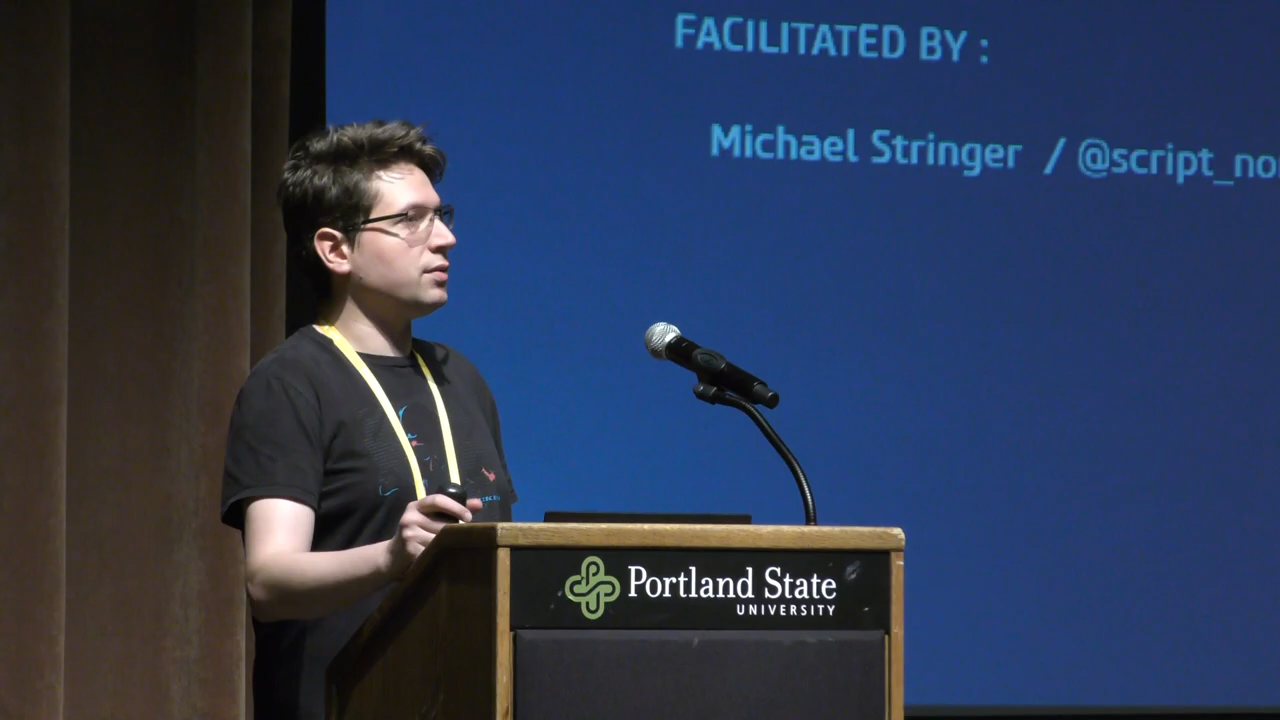 FACILITATED BY :
Michael Stringer / @script_no
Portland State
UNIVERSITY